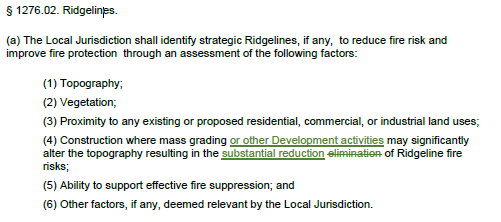 § 1276.02. Ridgelines.
(a) The Local Jurisdiction shall identify strategic Ridgelines, if any,  to reduce fire risk and
improve fire protection  through an assessment of the following factors:
(1) Topography;
(2) Vegetation;
(3) Proximity to any existing or proposed residential, commercial, or industrial land uses;
(4) Construction where mass grading or other Development activities may significantly
alter the topography resulting in the substantial reduction elimination of Ridgeline fire
risks;
(5) Ability to support effective fire suppression; and
(6) Other factors, if any, deemed relevant by the Local Jurisdiction.